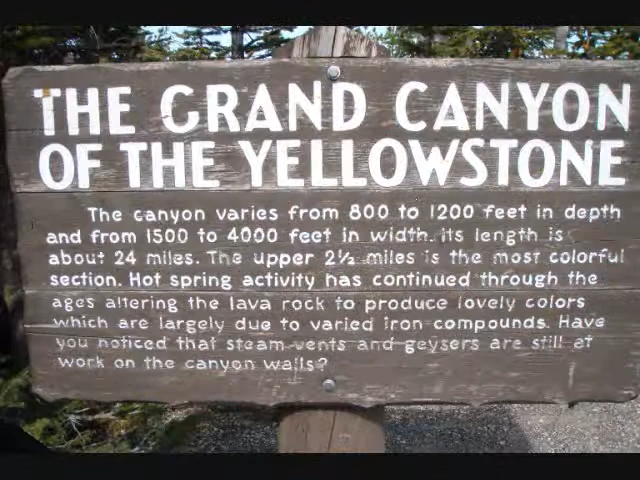 THE GRAND CANYON
OF THE YELLOWSTONE
The canyon varies from 800 to 1200 feet in depth
and from 1500 to 4000 feet in width. Its length is
about 24 miles. The upper 2½ miles is the most colorful
section. Hot spring activity has continued through the
ages altering the lava rock to produce lovely colors
which are largely due to varied iron compounds. Have
you noticed that steam vents and geysers are still at
work on the canyon walls?